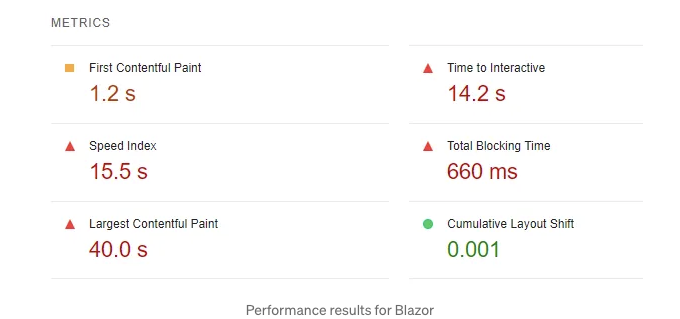 METRICS
First Contentful Paint
1.2 s
Time to Interactive
14.2 s
Speed Index
15.5 s
Total Blocking Time
660 ms
Largest Contentful Paint
40.0 s
Cumulative Layout Shift
0.001
Performance results for Blazor